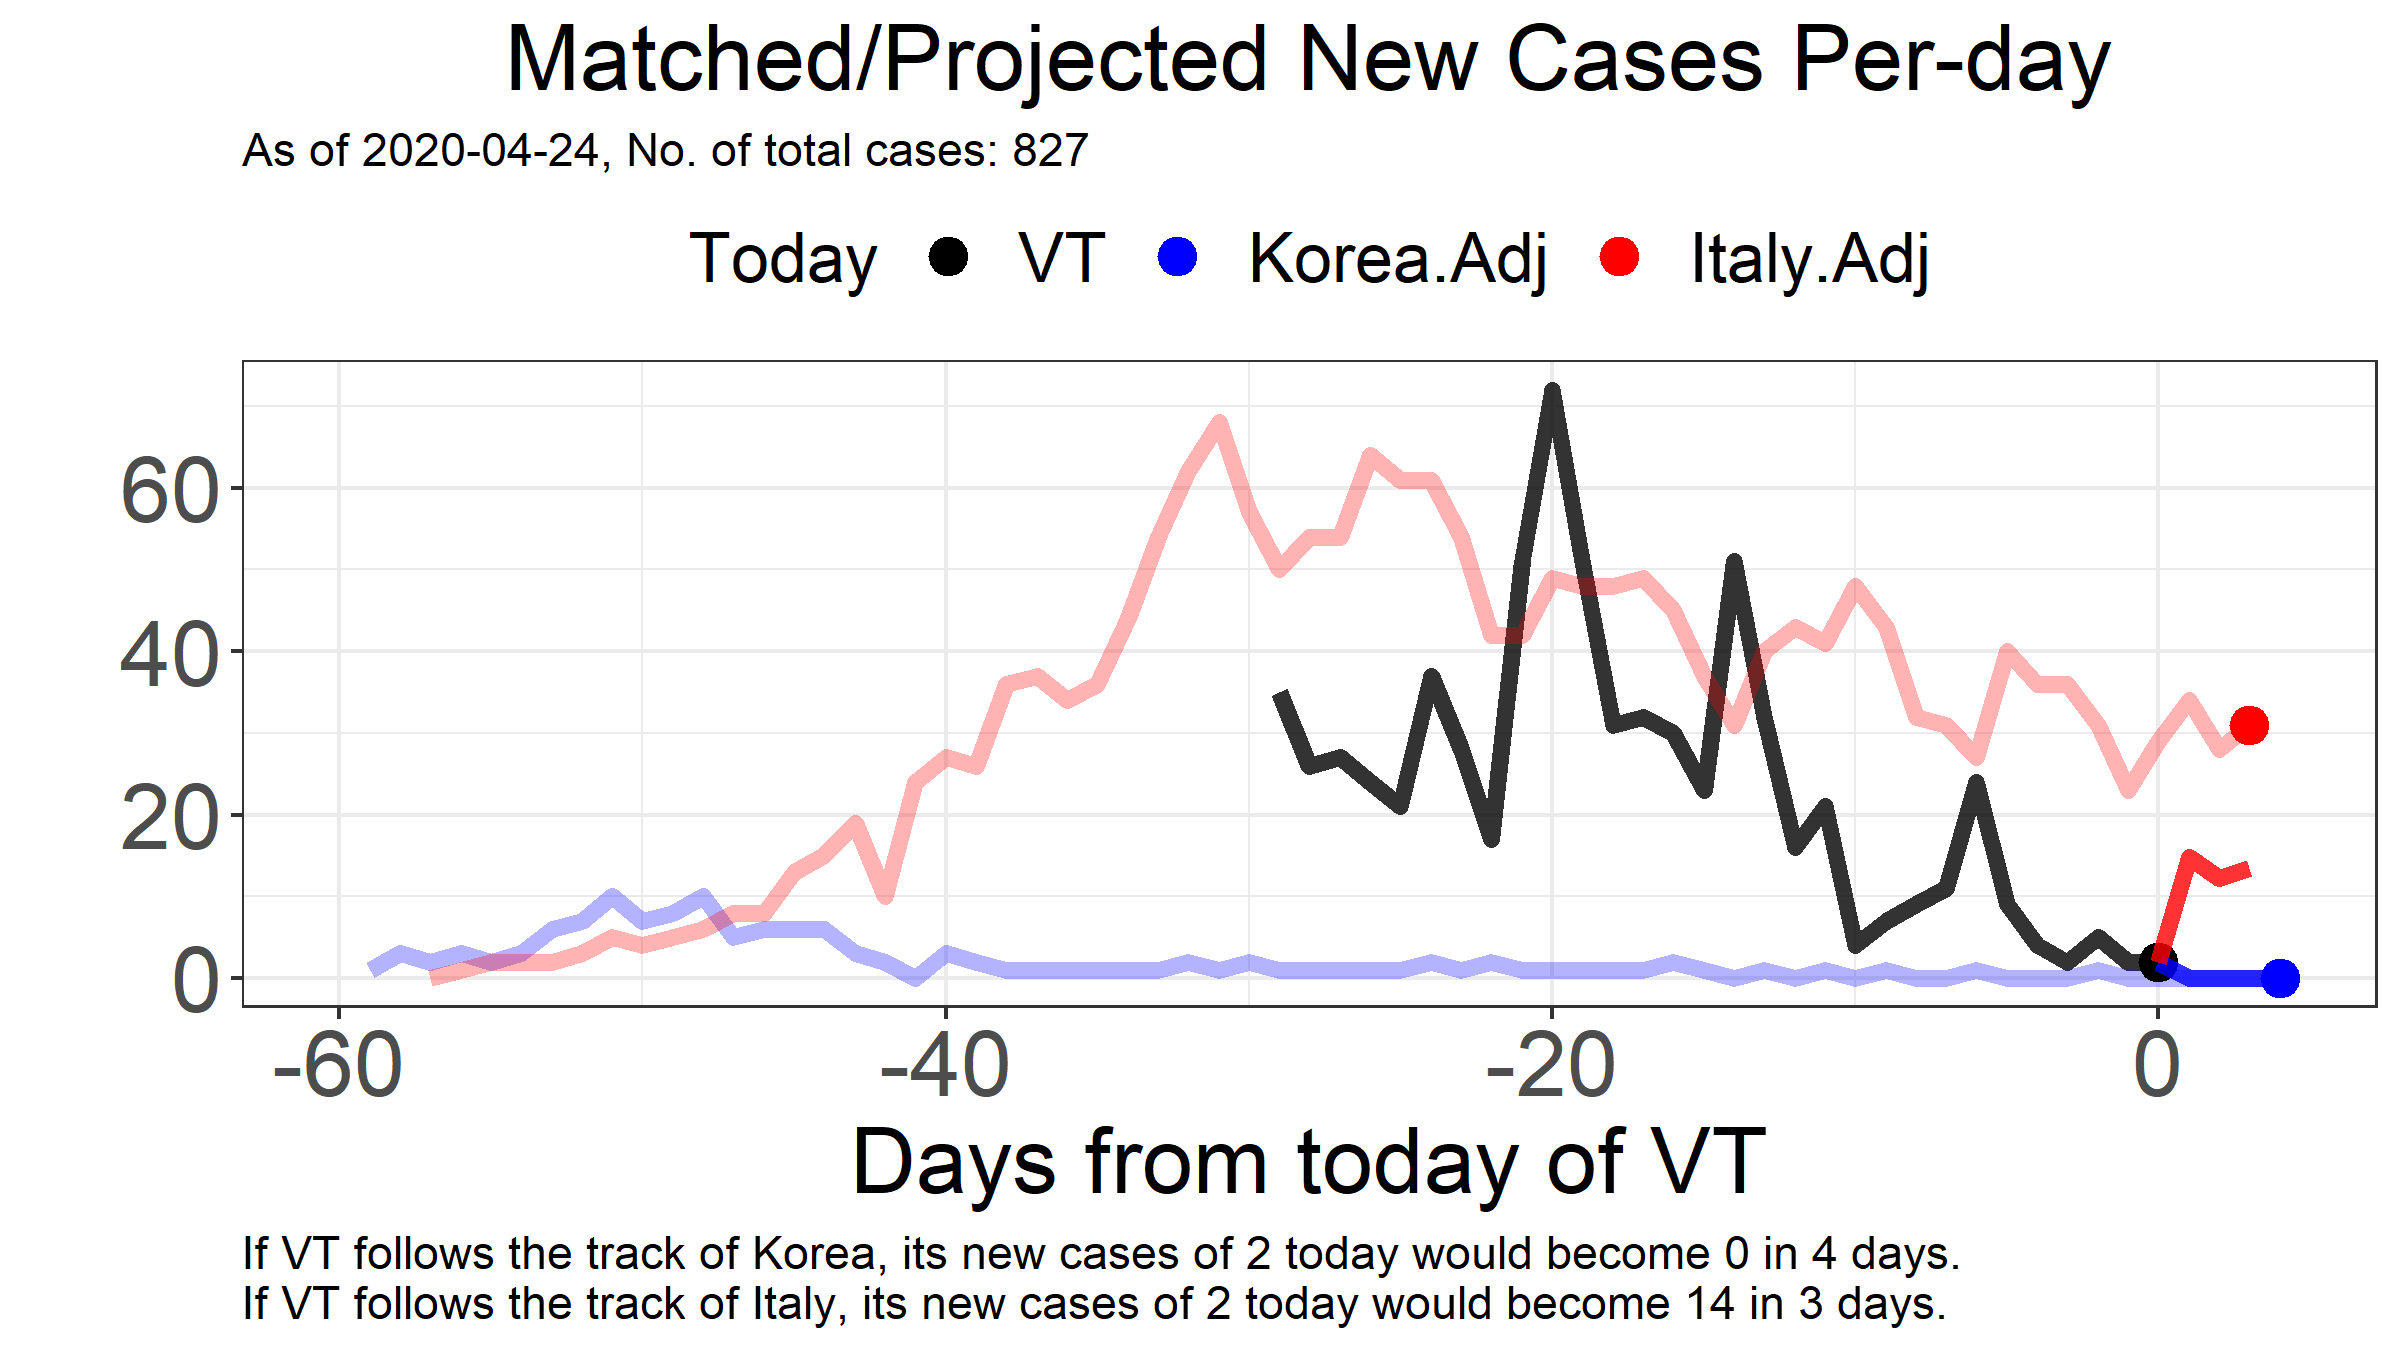 Matched/Projected New Cases Per-day
As of 2020-04-24, No. of total cases: 827
Today VT Korea.Adj Italy.Adj
60
40
20
0
-60 -40 -20 0
Days from today of VT
If VT follows the track of Korea, its new cases of 2 today would become 0 in 4 days.
If VT follows the track of Italy, its new cases of 2 today would become 14 in 3 days.